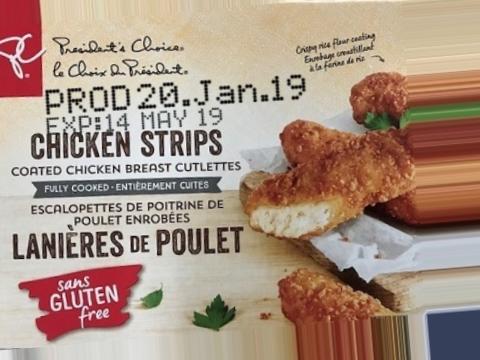 PC
President's Choice
le Choix du Président
Crispy rice flour coating
Enrobage croustillant
à la farine de riz
PROD 20.Jan.19
EXP:14 MAY 19
CHICKEN STRIPS
COATED CHICKEN BREAST CUTLETTES
FULLY COOKED · ENTIÈREMENT CUITES
ESCALOPETTES DE POITRINE DE
POULET ENROBÉES
LANIÈRES DE POULET
sans
GLUTEN
free